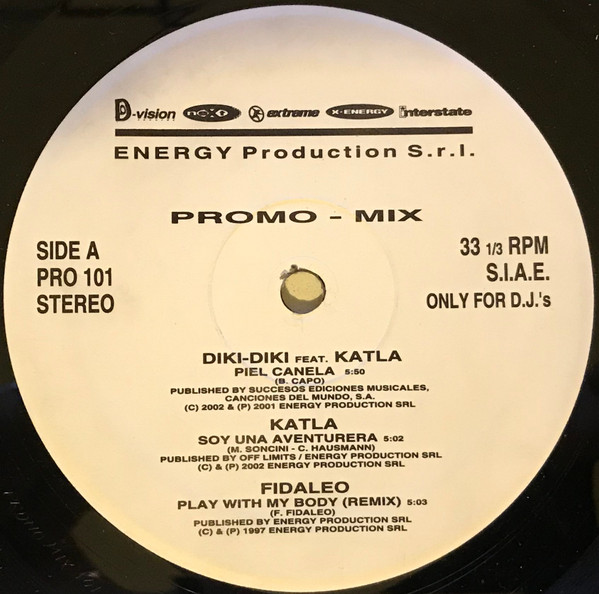 D-vision next extreme X-ENERGY interstate
ENERGY Production S.r.l.
PROMO - MIX
SIDE A
PRO 101
STEREO
33 1/3 RPM
S.I.A.E.
ONLY FOR D.J.'s
DIKI-DIKI FEAT. KATLA
PIEL CANELA 5:50
(B. CAPO)
PUBLISHED BY SUCCESOS EDICIONES MUSICALES,
CANCIONES DEL MUNDO, S.A.
(C) 2002 & (P) 2001 ENERGY PRODUCTION SRL
KATLA
SOY UNA AVENTURERA 5:02
(M. SONCINI - C. HAUSMANN)
PUBLISHED BY OFF LIMITS / ENERGY PRODUCTION SRL
(C) & (P) 2002 ENERGY PRODUCTION SRL
FIDALEO
PLAY WITH MY BODY (REMIX) 5:03
(F. FIDALEO)
PUBLISHED BY ENERGY PRODUCTION SRL
(C) & (P) 1997 ENERGY PRODUCTION SRL